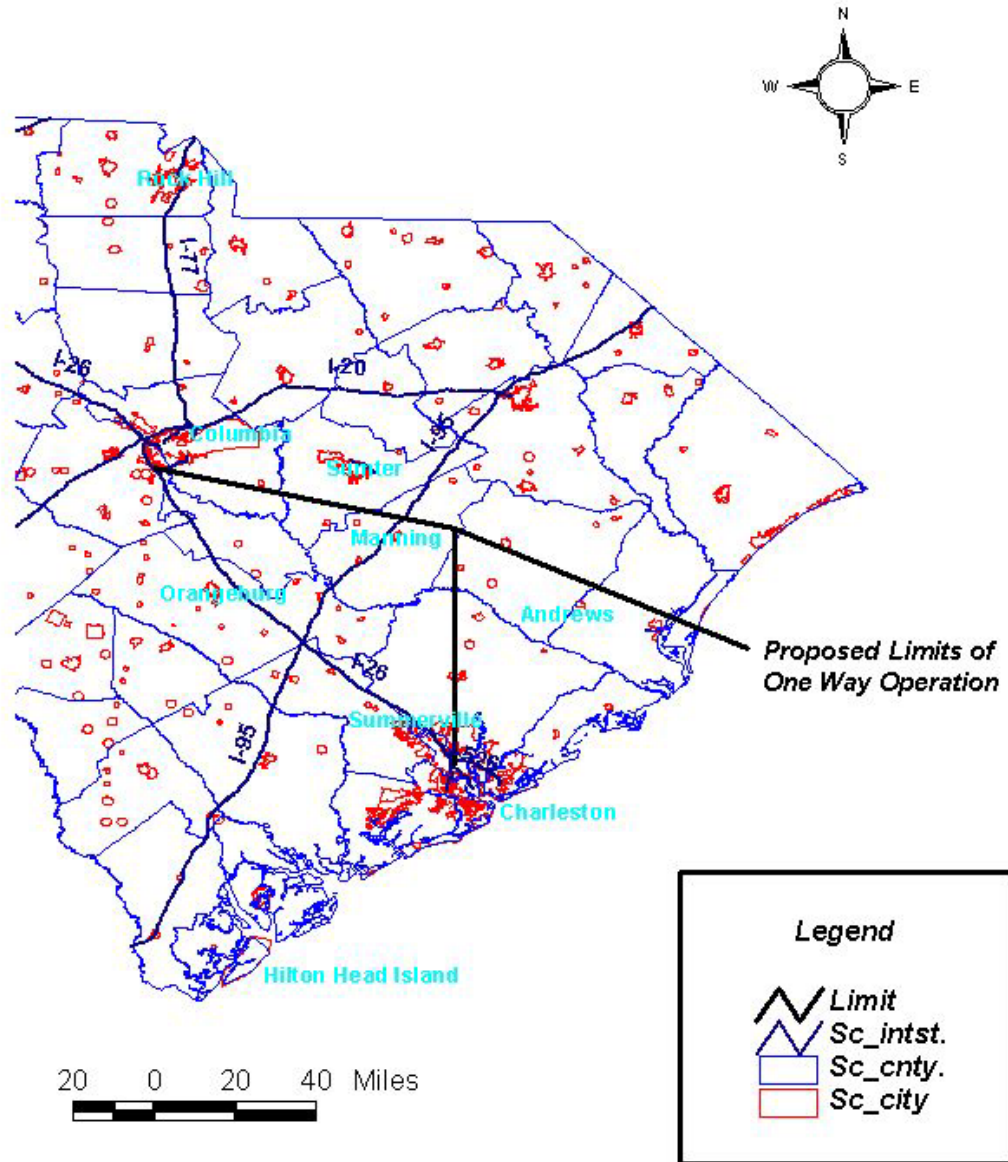 N
W E
S
Rock Hill
I-77
I-26
I-20
Columbia
I-95
Sumter
Manning
Orangeburg
Andrews
Proposed Limits of
One Way Operation
I-26
Summerville
I-95
Charleston
Hilton Head Island
Legend
Limit
Sc_intst.
Sc_cnty.
Sc_city
20 0 20 40 Miles